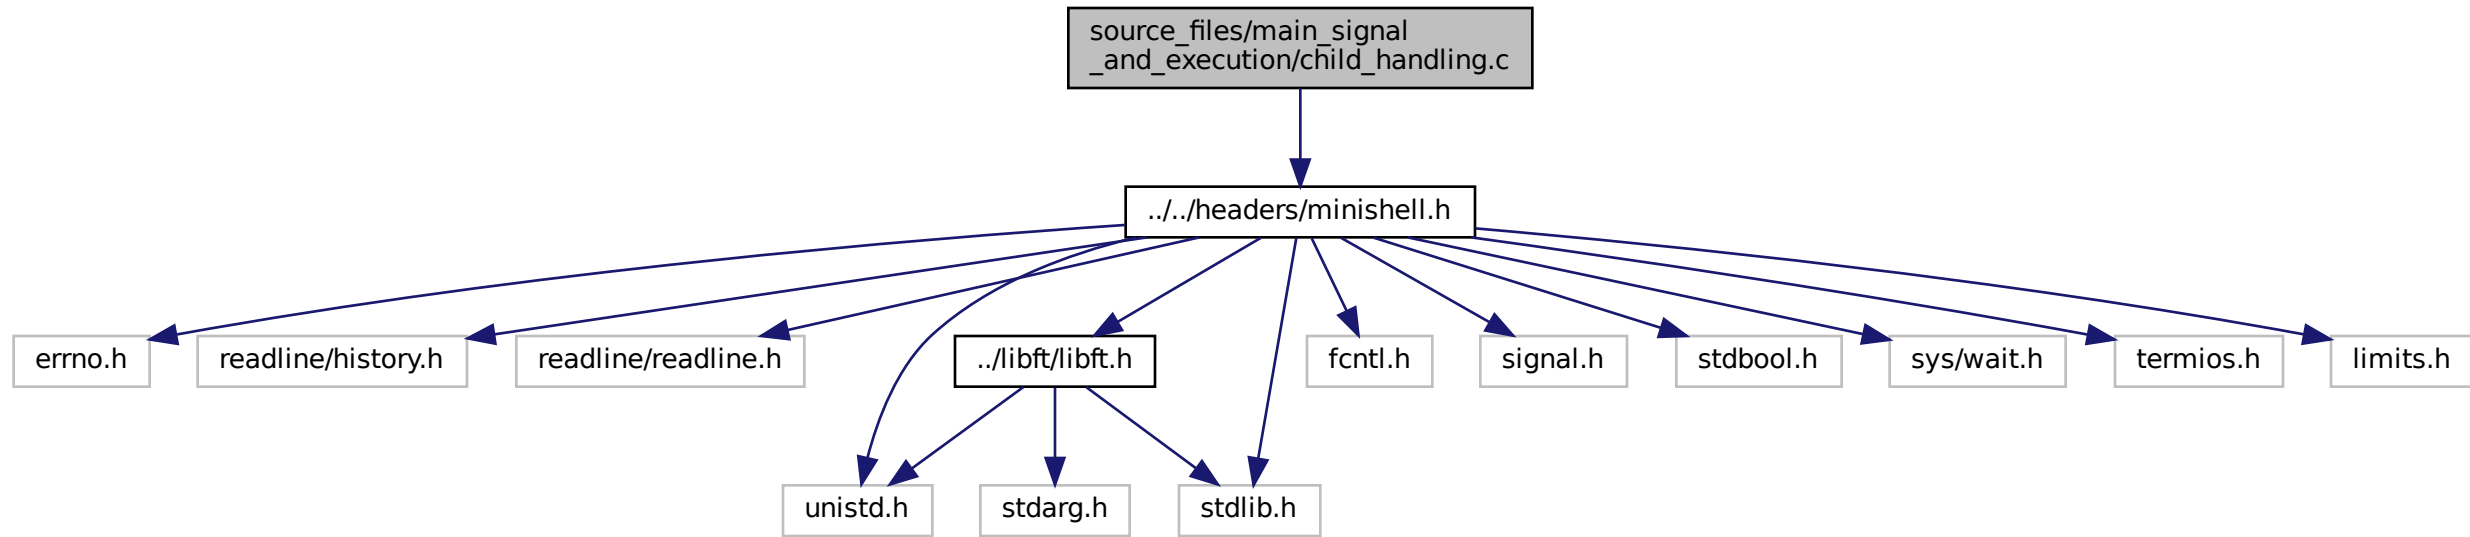 source_files/main_signal
_and_execution/child_handling.c
../../headers/minishell.h
errno.h
readline/history.h
readline/readline.h
../libft/libft.h
fcntl.h
signal.h
stdbool.h
sys/wait.h
termios.h
limits.h
unistd.h
stdarg.h
stdlib.h